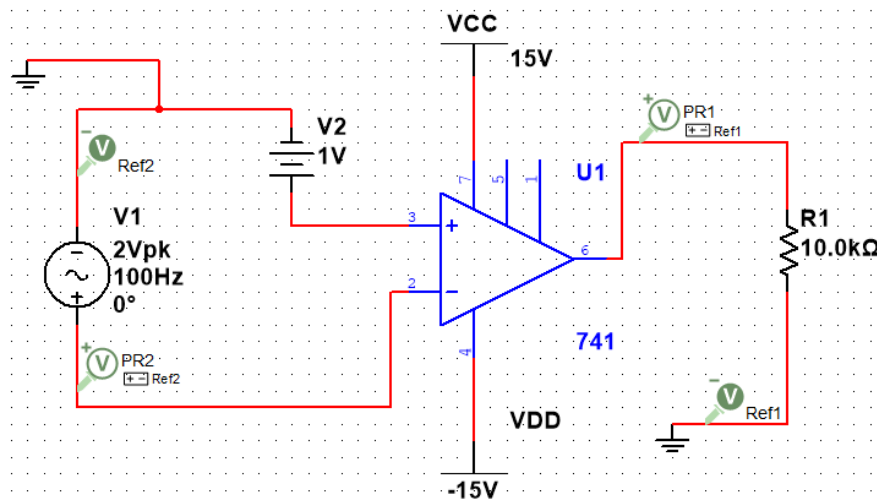 VCC
15V
PR1
Ref1
V
V
Ref2
V2
1V
7
5
1
U1
V1
2Vpk
100Hz
0°
3
+
2
−
6
R1
10.0kΩ
4
741
V
PR2
Ref2
VDD
V
Ref1
-15V